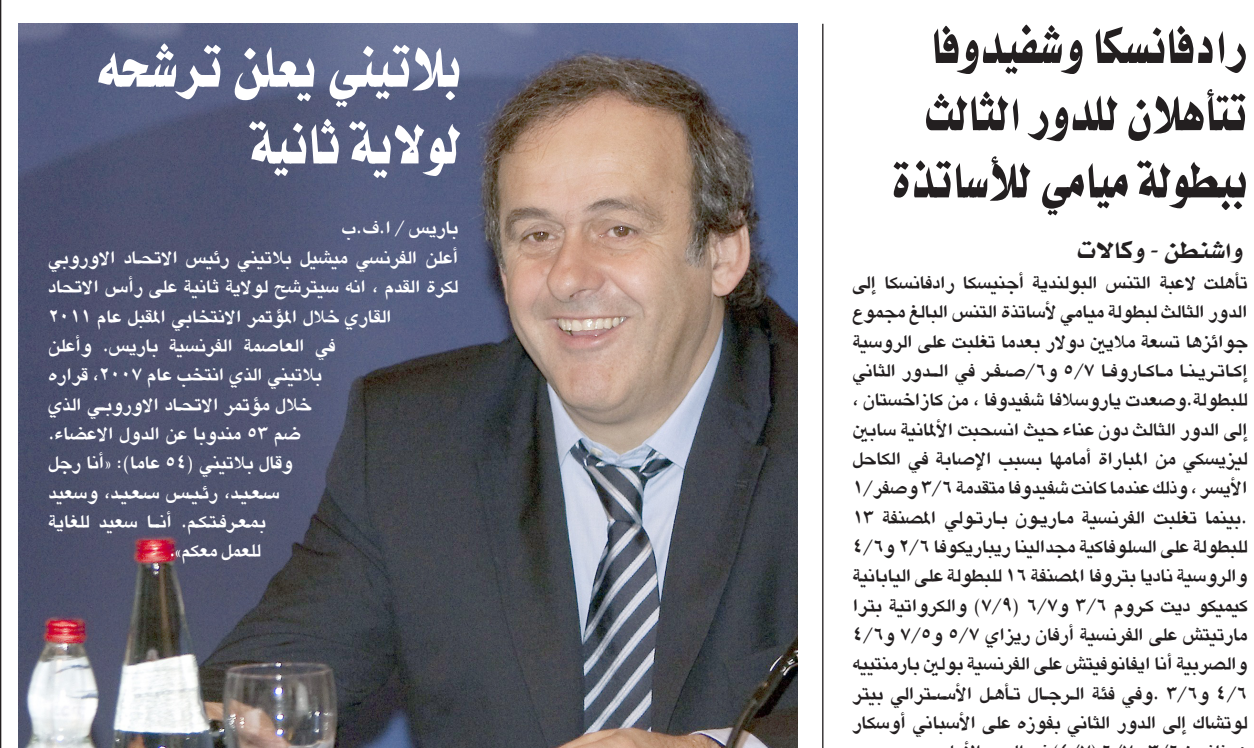 رادفانسكا وشفيدوفا
تتأهلان للدور الثالث
ببطولة ميامي للأساتذة
واشنطن - وكالات
تأهلت لاعبة التنس البولندية أجنيسكا رادفانسكا إلى
الدور الثالث لبطولة ميامي لأساتذة التنس البالغ مجموع
جوائزها تسعة ملايين دولار بعدما تغلبت على الروسية
إكاترينا ماكاروفا ٥/٧ و٦/صفر في الدور الثاني
للبطولة.وصعدت ياروسلافا شفيدوفا ، من كازاخستان ،
إلى الدور الثالث دون عناء حيث انسحبت الألمانية سابين
ليزيسكي من المباراة أمامها بسبب الإصابة في الكاحل
الأيسر ، وذلك عندما كانت شفيدوفا متقدمة ٣/٦ وصفر/١
.بينما تغلبت الفرنسية ماريون بارتولي المصنفة ١٣
للبطولة على السلوفاكية مجدالينا ريباريكوفا ٢/٦ و٤/٦
والروسية ناديا بتروفا المصنفة ١٦ للبطولة على اليابانية
كيميكو ديت كروم ٣/٦ و٦/٧ (٧/٩) والكرواتية بترا
مارتيتش على الفرنسية أرفان ريزاي ٥/٧ و٧/٥ و٤/٦
والصربية أنا ايفانوفيتش على الفرنسية بولين بارمنتييه
٤/٦ و٣/٦ .وفي فئة الرجال تأهل الأسترالي بيتر
لوتشاك إلى الدور الثاني بفوزه على الأسباني أوسكار
بلاتيني يعلن ترشحه
لولاية ثانية
باريس / ا.ف.ب
أعلن الفرنسي ميشيل بلاتيني رئيس الاتحاد الاوروبي
لكرة القدم ، انه سيترشح لولاية ثانية على رأس الاتحاد
القاري خلال المؤتمر الانتخابي المقبل عام ٢٠١١
في العاصمة الفرنسية باريس. وأعلن
بلاتيني الذي انتخب عام ٢٠٠٧، قراره
خلال مؤتمر الاتحاد الاوروبي الذي
ضم ٥٣ مندوبا عن الدول الاعضاء.
وقال بلاتيني (٥٤ عاما): «أنا رجل
سعيد، رئيس سعيد، وسعيد
بمعرفتكم. أنا سعيد للغاية
للعمل معكم».